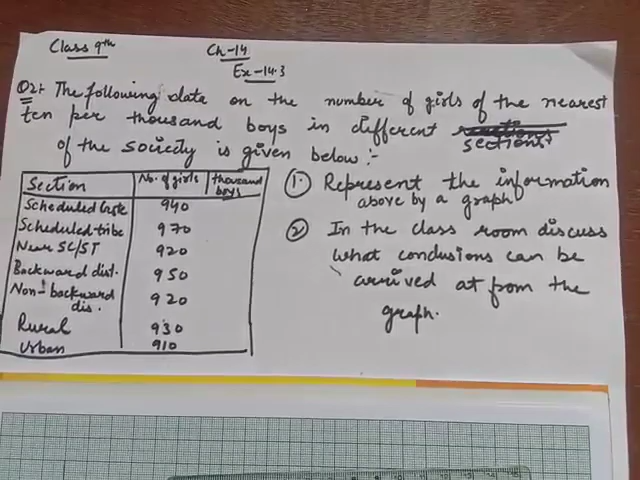 Class 9th
Ch-14
Ex-14.3
Q2:- The following data on the number of girls of the nearest
ten per thousand boys in different sections
of the society is given below:-
Section No. of girls thousand boys
Scheduled Caste 940
Scheduled tribe 970
Non SC/ST 920
Backward dist. 950
Non-backward dis. 920
Rural 930
Urban 910
1. Represent the information
above by a graph
2 In the class room discuss
what conclusions can be
arrived at from the
graph.